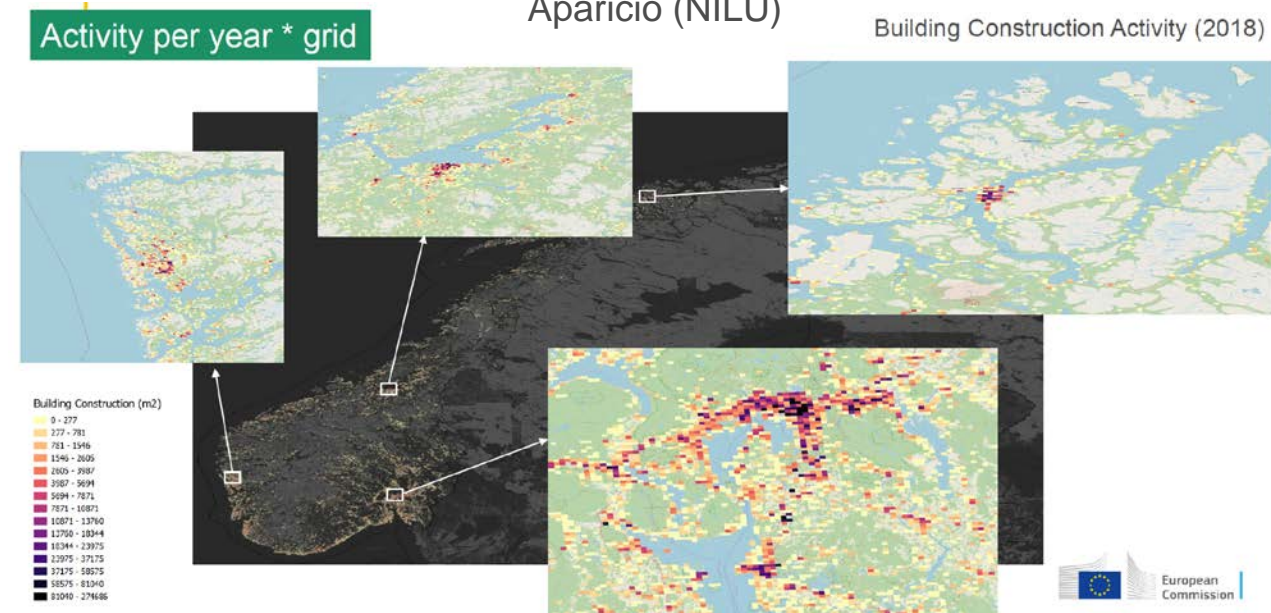 Aparicio (NILU)
Activity per year * grid
Building Construction Activity (2018)
Building Construction (m2)
0 - 277
277 - 781
781 - 1546
1546 - 2605
2605 - 3987
3987 - 5694
5694 - 7871
7871 - 10871
10871 - 13760
13760 - 18344
18344 - 23975
23975 - 37175
37175 - 58575
58575 - 81040
81040 - 274686
European
Commission